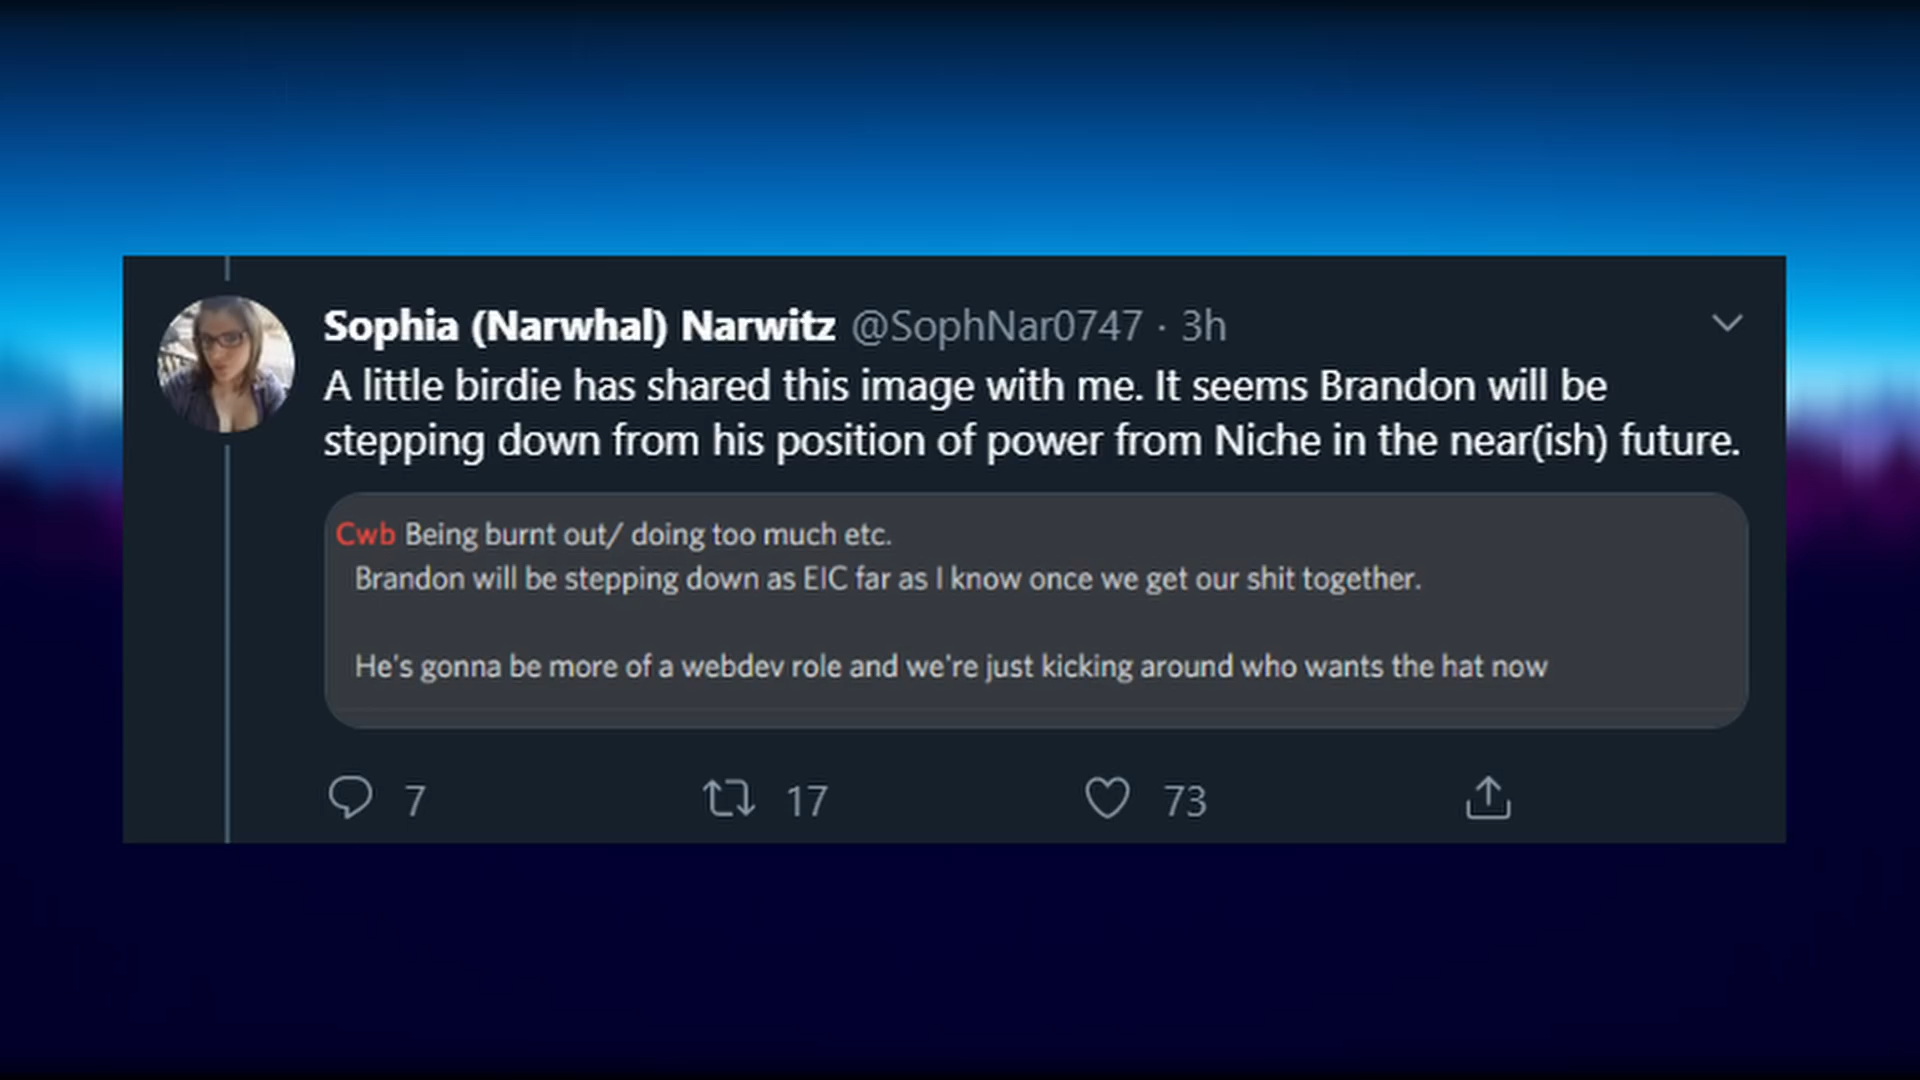 Sophia (Narwhal) Narwitz @SophNar0747 · 3h
A little birdie has shared this image with me. It seems Brandon will be
stepping down from his position of power from Niche in the near(ish) future.
Cwb Being burnt out/ doing too much etc.
Brandon will be stepping down as EIC far as I know once we get our shit together.
He's gonna be more of a webdev role and we're just kicking around who wants the hat now
7 17 73